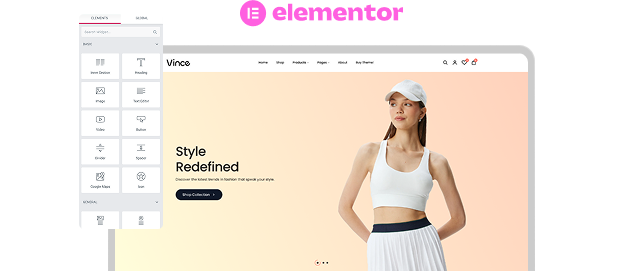 elementor
ELEMENTS
GLOBAL
Search Widget...
BASIC
Inner Section
Heading
Image
Text Editor
Video
Button
Divider
Spacer
Google Maps
Icon
GENERAL
Vince
Home Shop Products Pages About Buy Theme!
Style
Redefined
Discover the latest trends in fashion that speak your style.
Shop Collection